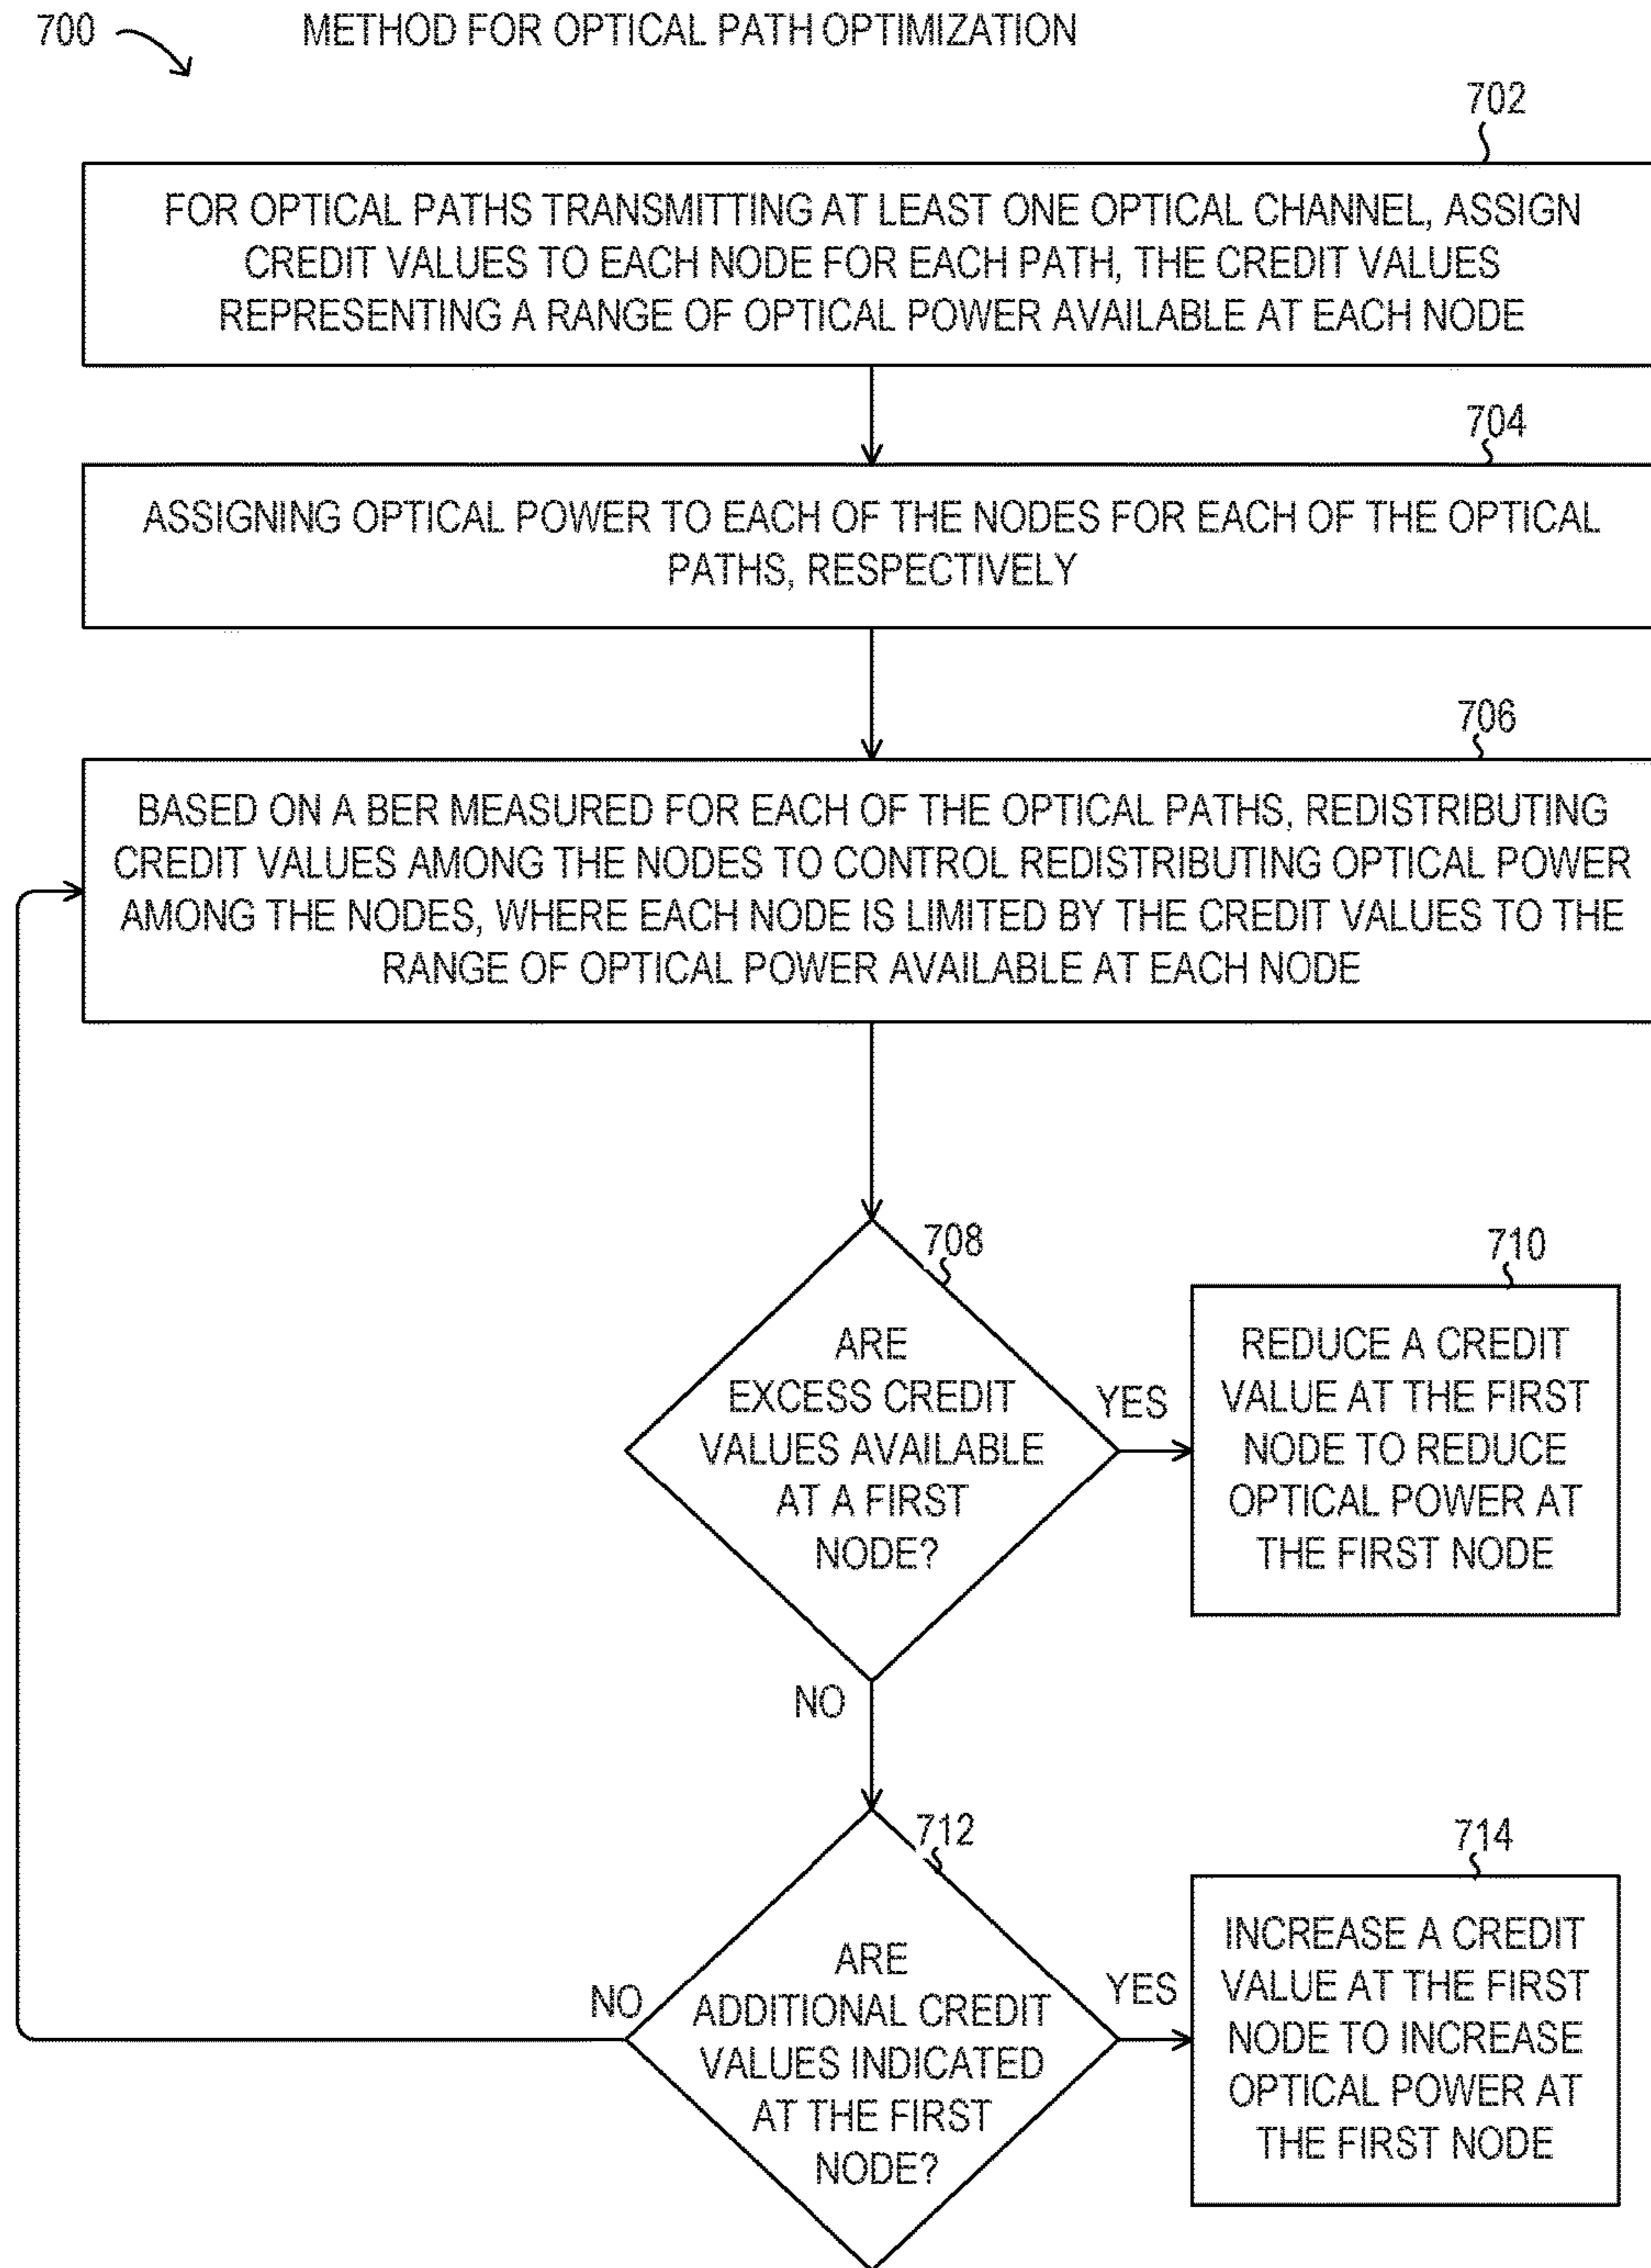 700
METHOD FOR OPTICAL PATH OPTIMIZATION
702
FOR OPTICAL PATHS TRANSMITTING AT LEAST ONE OPTICAL CHANNEL, ASSIGN
CREDIT VALUES TO EACH NODE FOR EACH PATH, THE CREDIT VALUES
REPRESENTING A RANGE OF OPTICAL POWER AVAILABLE AT EACH NODE
704
ASSIGNING OPTICAL POWER TO EACH OF THE NODES FOR EACH OF THE OPTICAL
PATHS, RESPECTIVELY
706
BASED ON A BER MEASURED FOR EACH OF THE OPTICAL PATHS, REDISTRIBUTING
CREDIT VALUES AMONG THE NODES TO CONTROL REDISTRIBUTING OPTICAL POWER
AMONG THE NODES, WHERE EACH NODE IS LIMITED BY THE CREDIT VALUES TO THE
RANGE OF OPTICAL POWER AVAILABLE AT EACH NODE
708
ARE
EXCESS CREDIT
VALUES AVAILABLE
AT A FIRST
NODE?
YES
710
REDUCE A CREDIT
VALUE AT THE FIRST
NODE TO REDUCE
OPTICAL POWER AT
THE FIRST NODE
NO
712
ARE
ADDITIONAL CREDIT
VALUES INDICATED
AT THE FIRST
NODE?
NO
YES
714
INCREASE A CREDIT
VALUE AT THE FIRST
NODE TO INCREASE
OPTICAL POWER AT
THE FIRST NODE